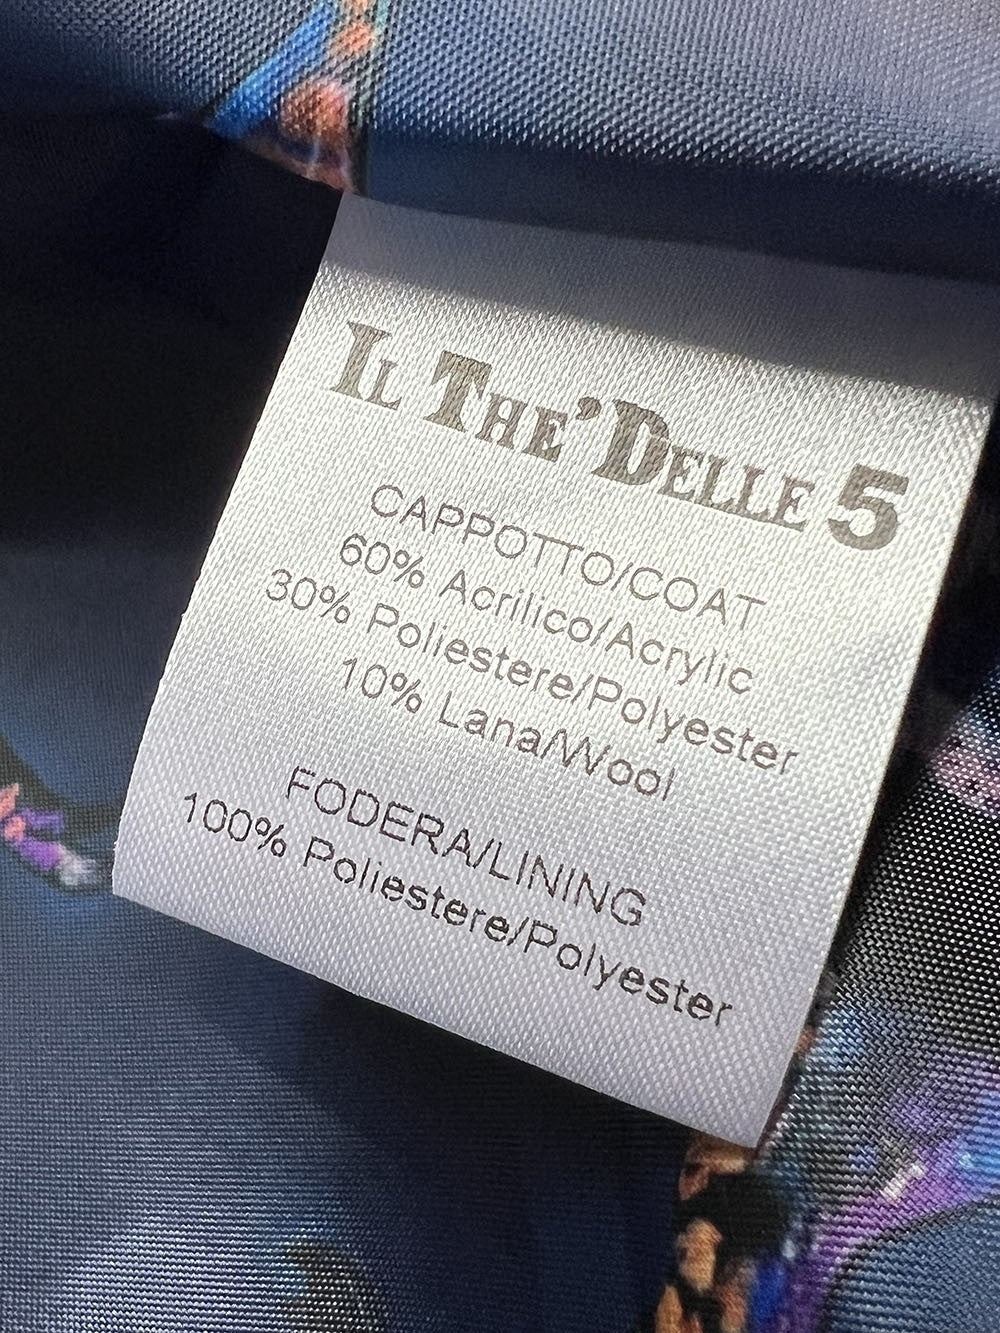 IL THE' DELLE 5
CAPPOTTO/COAT
60% Acrilico/Acrylic
30% Poliestere/Polyester
10% Lana/Wool
FODERA/LINING
100% Poliestere/Polyester